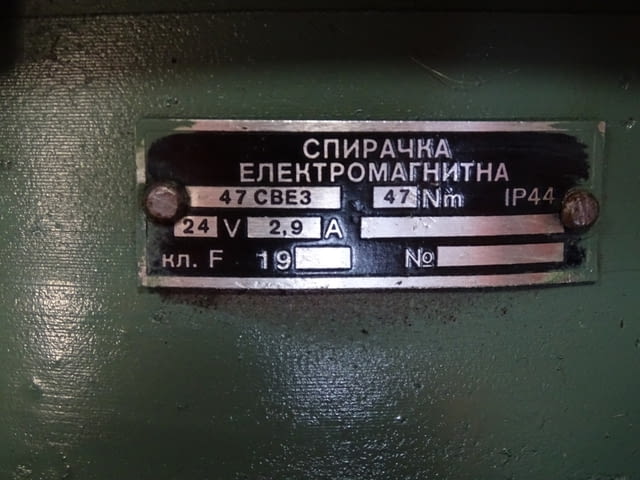 СПИРАЧКА
ЕЛЕКТРОМАГНИТНА
47 СВЕЗ 47 Nm IP44
24 V 2,9 A
кл. F 19 №